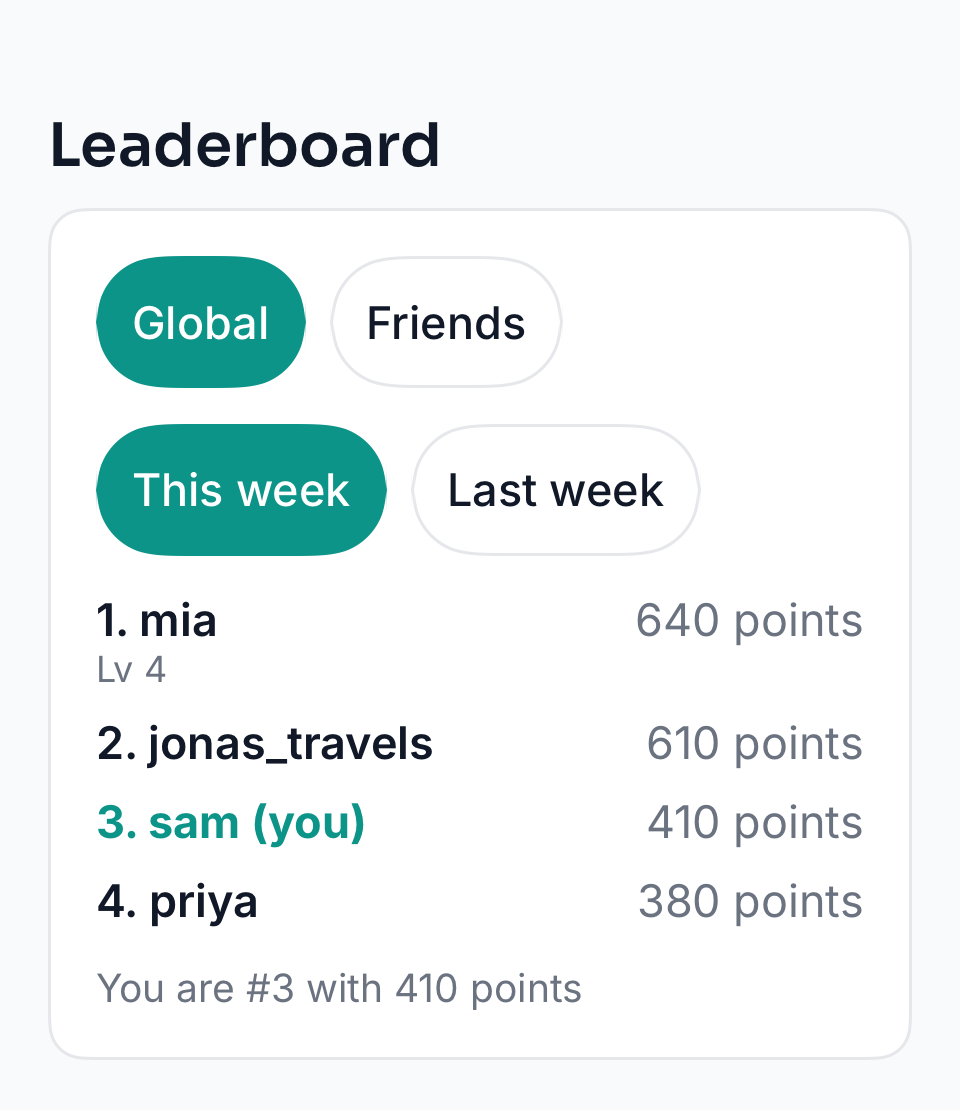 Leaderboard
Global Friends
This week Last week
1. mia 640 points
Lv 4
2. jonas_travels 610 points
3. sam (you) 410 points
4. priya 380 points
You are #3 with 410 points